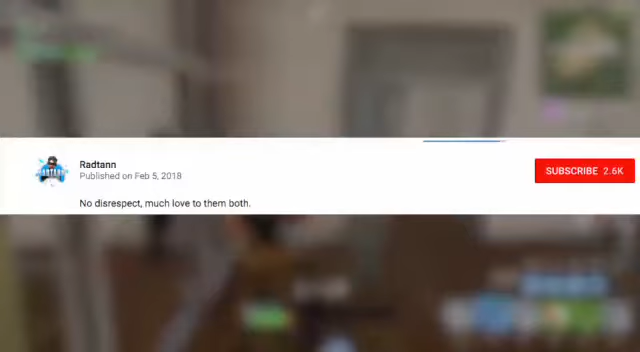 Radtann
Published on Feb 5, 2018
SUBSCRIBE 2.6K
No disrespect, much love to them both.